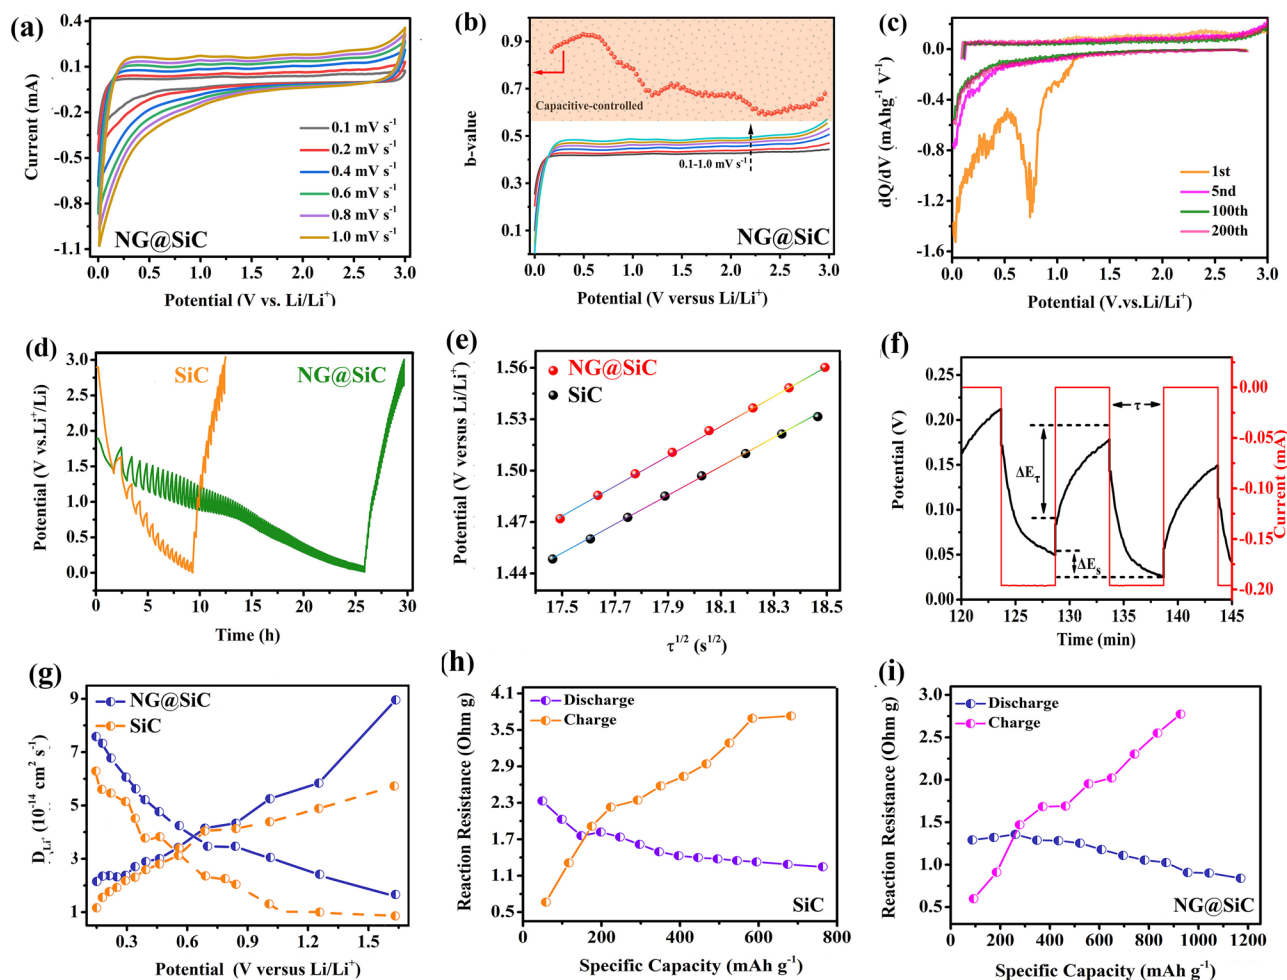 (a)
0.4
0.1
-0.2
-0.5
-0.8
-1.1
Current (mA)
0.1 mV s⁻¹
0.2 mV s⁻¹
0.4 mV s⁻¹
0.6 mV s⁻¹
0.8 mV s⁻¹
1.0 mV s⁻¹
NG@SiC
0.0 0.5 1.0 1.5 2.0 2.5 3.0
Potential (V vs. Li/Li⁺)
(b)
0.9
0.7
0.5
0.3
0.1
b-value
Capacitive-controlled
0.1-1.0 mV s⁻¹
NG@SiC
0.0 0.5 1.0 1.5 2.0 2.5 3.0
Potential (V versus Li/Li⁺)
(c)
0.0
-0.4
-0.8
-1.2
-1.6
dQ/dV (mAhg⁻¹ V⁻¹)
1st
5nd
100th
200th
0.0 0.5 1.0 1.5 2.0 2.5 3.0
Potential (V.vs.Li/Li⁺)
(d)
3.0
2.5
2.0
1.5
1.0
0.5
0.0
Potential (V vs.Li⁺/Li)
SiC
NG@SiC
0 5 10 15 20 25 30
Time (h)
(e)
1.56
1.53
1.50
1.47
1.44
Potential (V versus Li/Li⁺)
NG@SiC
SiC
17.5 17.7 17.9 18.1 18.3 18.5
τ¹ᐟ² (s¹ᐟ²)
(f)
0.25
0.20
0.15
0.10
0.05
0.00
Potential (V)
τ
ΔEτ
ΔEs
0.00
-0.05
-0.10
-0.15
-0.20
Current (mA)
120 125 130 135 140 145
Time (min)
(g)
9
7
5
3
1
D Li⁺ (10⁻¹⁴ cm² s⁻¹)
NG@SiC
SiC
0.3 0.6 0.9 1.2 1.5
Potential (V versus Li/Li⁺)
(h)
4.1
3.5
2.9
2.3
1.7
1.1
0.5
Reaction Resistance (Ohm g)
Discharge
Charge
SiC
0 200 400 600 800
Specific Capacity (mAh g⁻¹)
(i)
3.0
2.5
2.0
1.5
1.0
0.5
Reaction Resistance (Ohm g)
Discharge
Charge
NG@SiC
0 200 400 600 800 1000 1200
Specific Capacity (mAh g⁻¹)